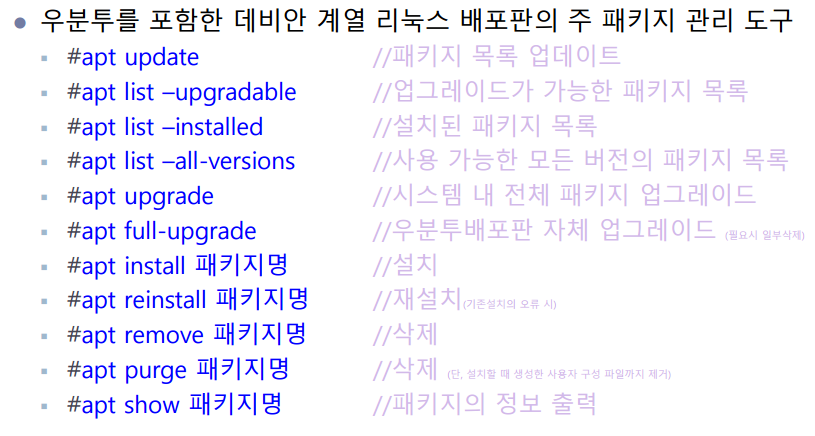 ● 우분투를 포함한 데비안 계열 리눅스 배포판의 주 패키지 관리 도구
▪ #apt update //패키지 목록 업데이트
▪ #apt list –upgradable //업그레이드가 가능한 패키지 목록
▪ #apt list –installed //설치된 패키지 목록
▪ #apt list –all-versions //사용 가능한 모든 버전의 패키지 목록
▪ #apt upgrade //시스템 내 전체 패키지 업그레이드
▪ #apt full-upgrade //우분투배포판 자체 업그레이드 (필요시 일부삭제)
▪ #apt install 패키지명 //설치
▪ #apt reinstall 패키지명 //재설치(기존설치의 오류 시)
▪ #apt remove 패키지명 //삭제
▪ #apt purge 패키지명 //삭제 (단, 설치할 때 생성한 사용자 구성 파일까지 제거)
▪ #apt show 패키지명 //패키지의 정보 출력